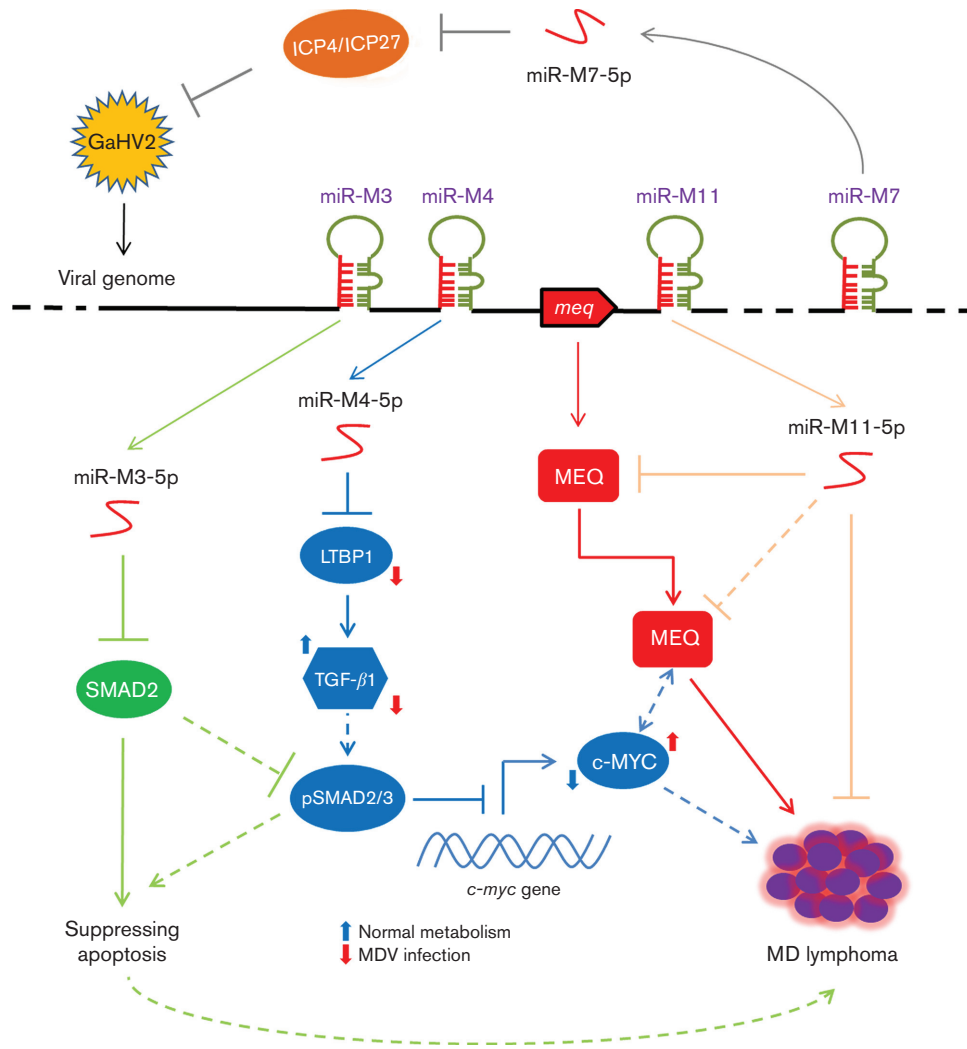 ICP4/ICP27
miR-M7-5p
GaHV2
miR-M3
miR-M4
miR-M11
miR-M7
Viral genome
meq
miR-M4-5p
miR-M11-5p
miR-M3-5p
MEQ
LTBP1
MEQ
SMAD2
TGF-β1
c-MYC
pSMAD2/3
c-myc gene
Suppressing
apoptosis
Normal metabolism
MDV infection
MD lymphoma